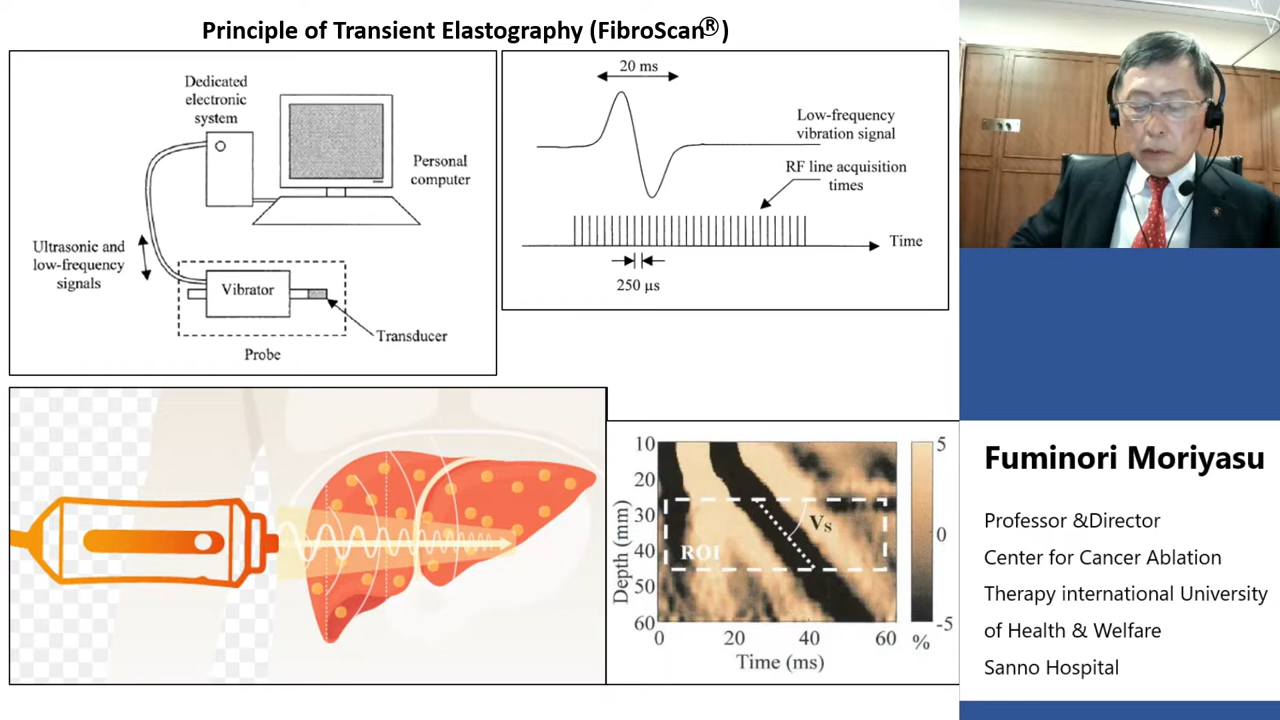 Principle of Transient Elastography (FibroScan® )
Dedicated
electronic
system
Personal
computer
Ultrasonic and
low-frequency
signals
Vibrator
Transducer
Probe
20 ms
Low-frequency
vibration signal
RF line acquisition
times
Time
250 µs
10
20
30
40
50
60
Depth (mm)
ROI
Vs
0
20
40
60
Time (ms)
5
0
-5
%
Fuminori Moriyasu
Professor &Director
Center for Cancer Ablation
Therapy international University
of Health & Welfare
Sanno Hospital